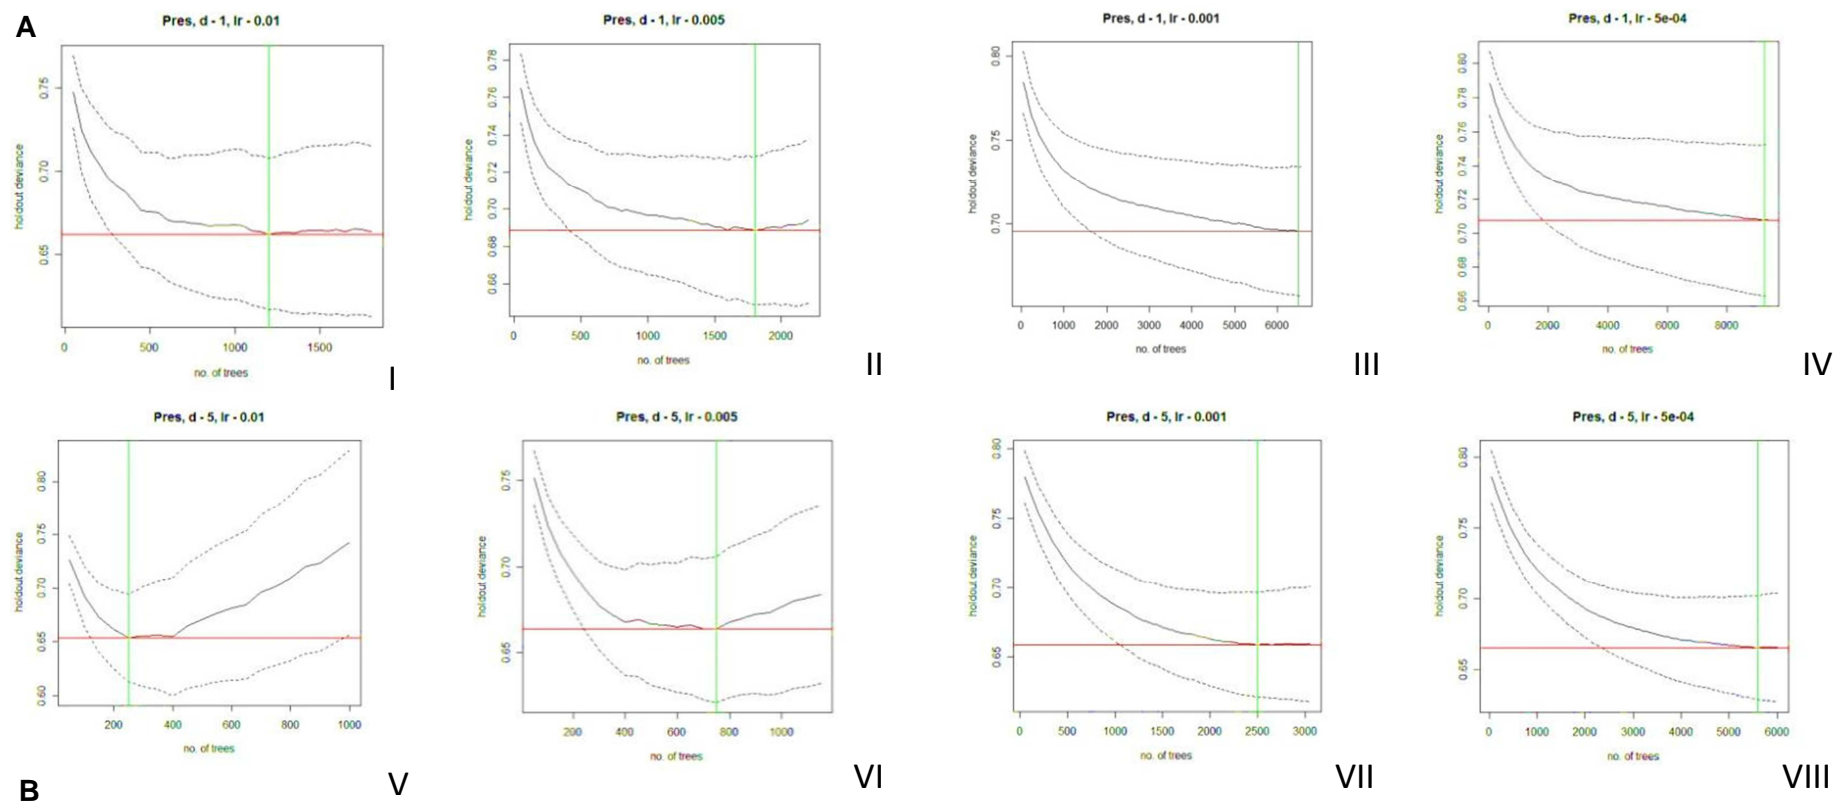 A
Pres, d - 1, lr - 0.01
holdout deviance
0.75
0.70
0.65
0 500 1000 1500
no. of trees
I
Pres, d - 1, lr - 0.005
holdout deviance
0.78
0.76
0.74
0.72
0.70
0.68
0.66
0 500 1000 1500 2000
no. of trees
II
Pres, d - 1, lr - 0.001
holdout deviance
0.80
0.75
0.70
0 1000 2000 3000 4000 5000 6000
no. of trees
III
Pres, d - 1, lr - 5e-04
holdout deviance
0.80
0.78
0.76
0.74
0.72
0.70
0.68
0.66
0 2000 4000 6000 8000
no. of trees
IV
Pres, d - 5, lr - 0.01
holdout deviance
0.80
0.75
0.70
0.65
0.60
200 400 600 800 1000
no. of trees
V
Pres, d - 5, lr - 0.005
holdout deviance
0.75
0.70
0.65
200 400 600 800 1000
no. of trees
VI
Pres, d - 5, lr - 0.001
holdout deviance
0.80
0.75
0.70
0.65
0 500 1000 1500 2000 2500 3000
no. of trees
VII
Pres, d - 5, lr - 5e-04
holdout deviance
0.80
0.75
0.70
0.65
0 1000 2000 3000 4000 5000 6000
no. of trees
VIII
B